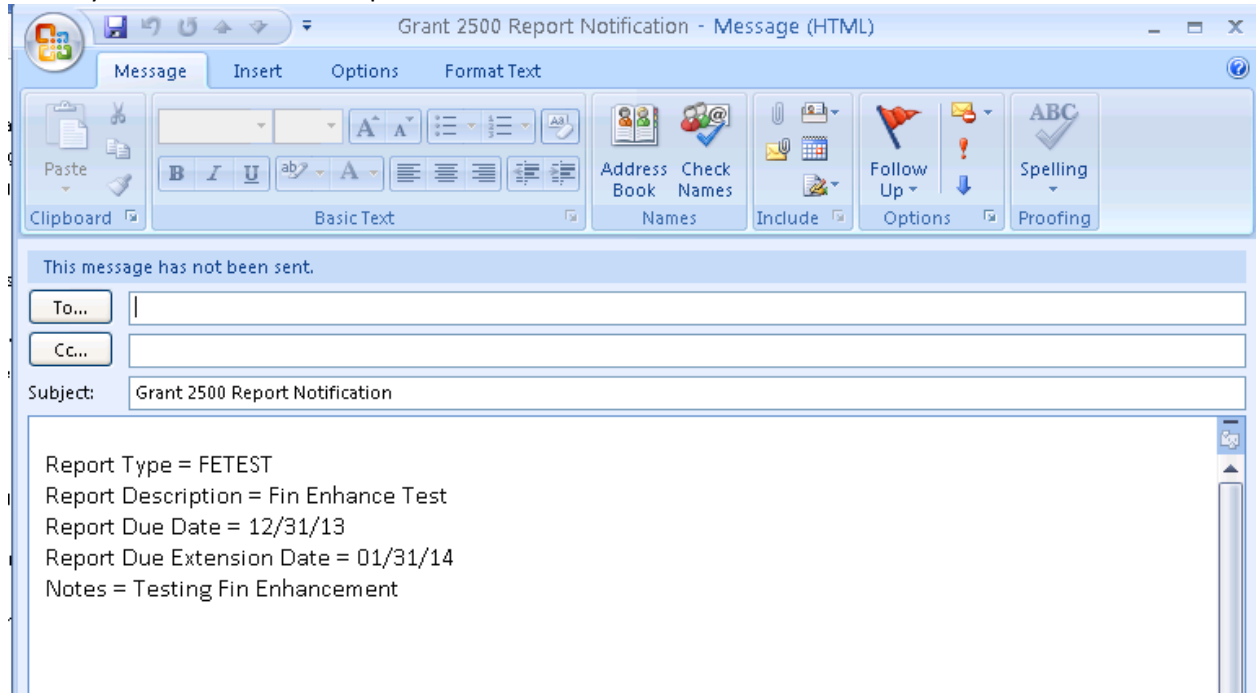 Grant 2500 Report Notification - Message (HTML)
Message Insert Options Format Text
Paste
Clipboard
B I U ab A
Basic Text
Address Book
Check Names
Names
Include
Follow Up
Options
ABC
Spelling
Proofing
This message has not been sent.
To...
Cc...
Subject: Grant 2500 Report Notification
Report Type = FETEST
Report Description = Fin Enhance Test
Report Due Date = 12/31/13
Report Due Extension Date = 01/31/14
Notes = Testing Fin Enhancement